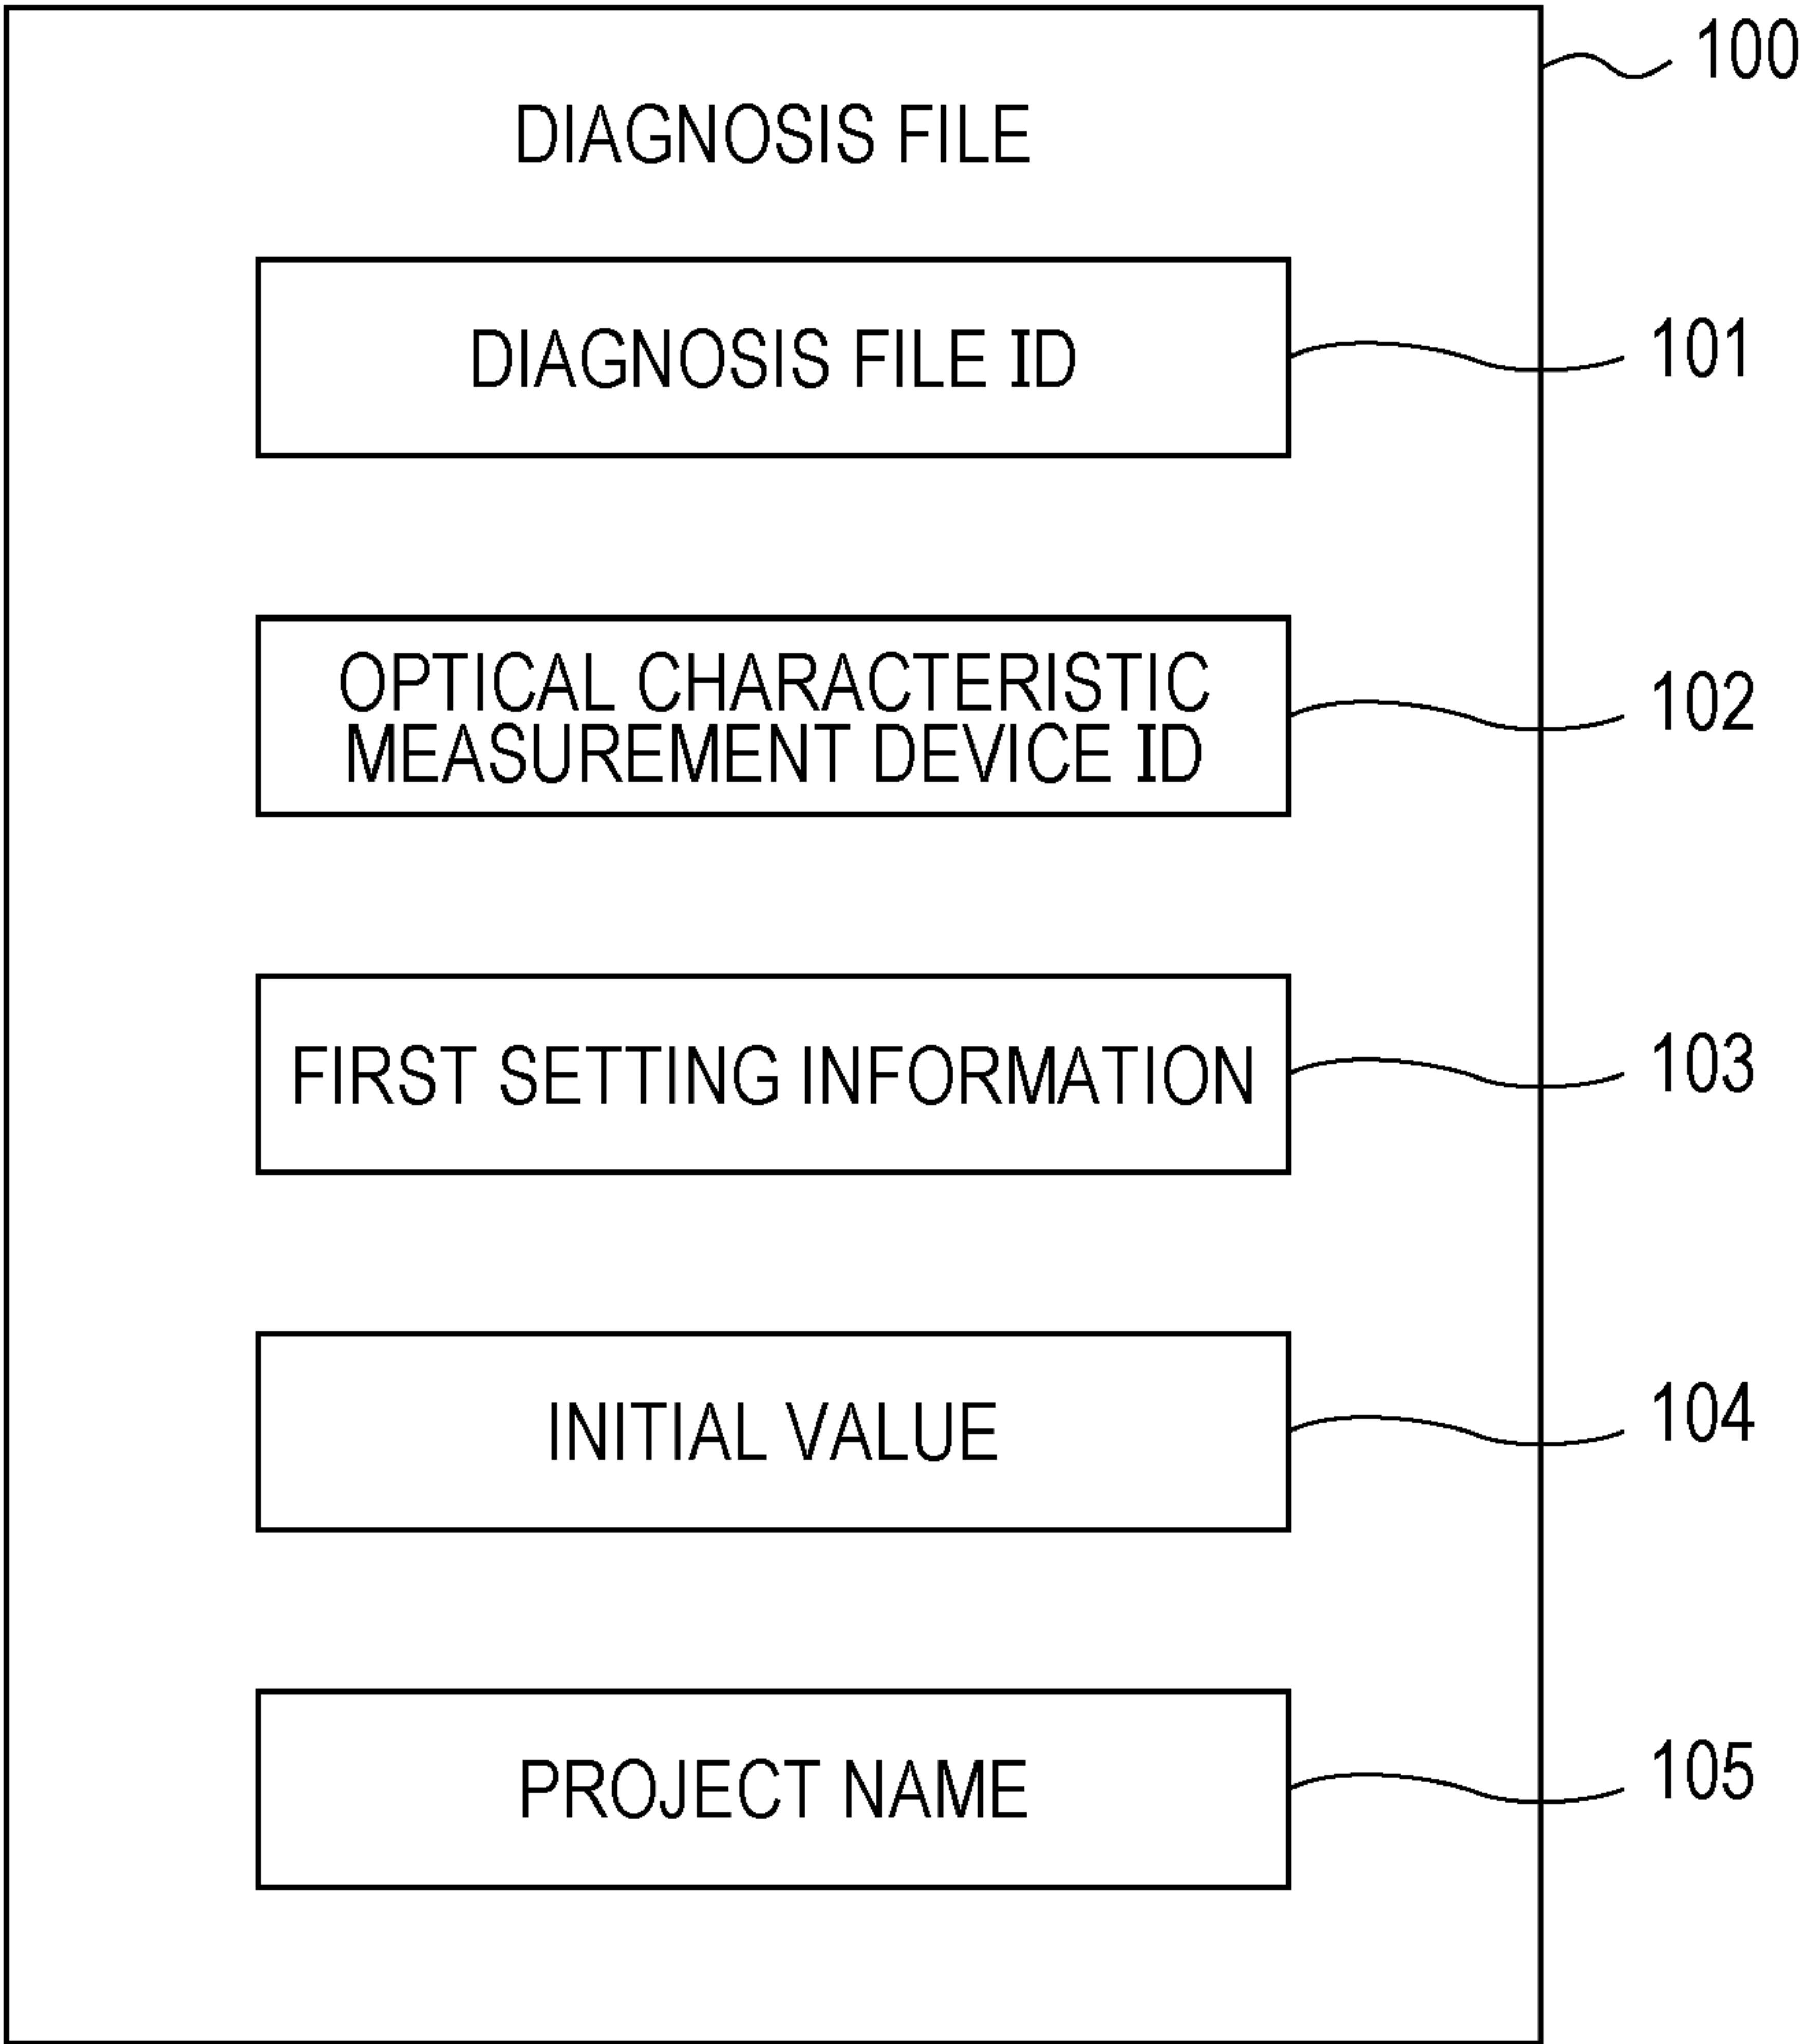 100
DIAGNOSIS FILE
DIAGNOSIS FILE ID
101
OPTICAL CHARACTERISTIC
MEASUREMENT DEVICE ID
102
FIRST SETTING INFORMATION
103
INITIAL VALUE
104
PROJECT NAME
105